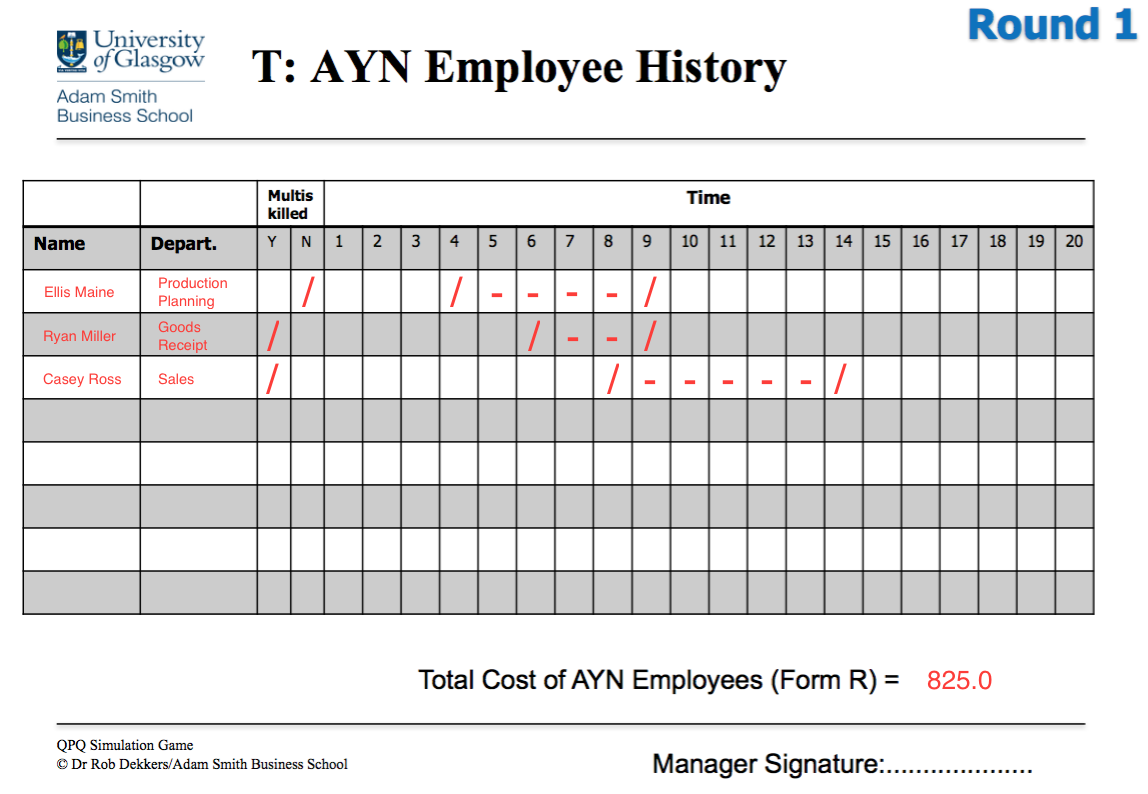 Round 1
University
of Glasgow
Adam Smith
Business School
T: AYN Employee History
Multis
killed
Time
Name Depart. Y N 1 2 3 4 5 6 7 8 9 10 11 12 13 14 15 16 17 18 19 20
Ellis Maine Production
Planning / / - - - - /
Ryan Miller Goods
Receipt / / - - /
Casey Ross Sales / / - - - - - /
Total Cost of AYN Employees (Form R) = 825.0
QPQ Simulation Game
© Dr Rob Dekkers/Adam Smith Business School
Manager Signature:....................